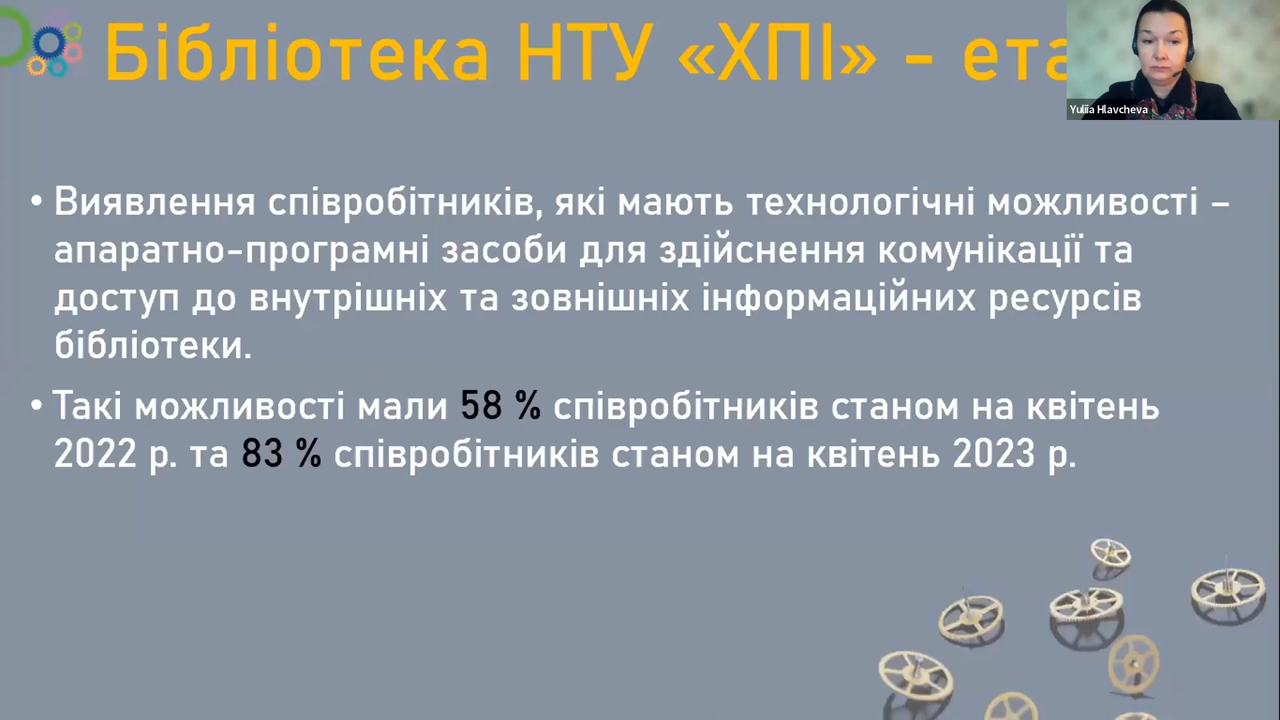 Бібліотека НТУ «ХПІ» - ета
Yuliia Hlavcheva
• Виявлення співробітників, які мають технологічні можливості –
апаратно-програмні засоби для здійснення комунікації та
доступ до внутрішніх та зовнішніх інформаційних ресурсів
бібліотеки.
• Такі можливості мали 58 % співробітників станом на квітень
2022 р. та 83 % співробітників станом на квітень 2023 р.